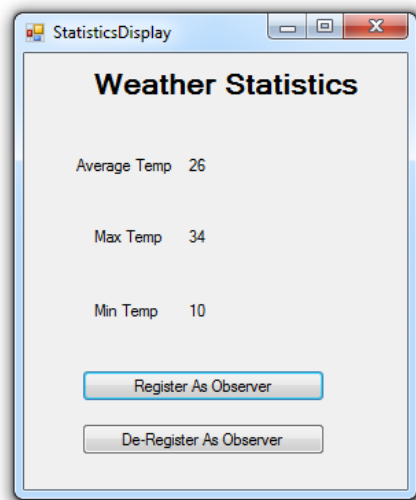 StatisticsDisplay
Weather Statistics
Average Temp 26
Max Temp 34
Min Temp 10
Register As Observer
De-Register As Observer